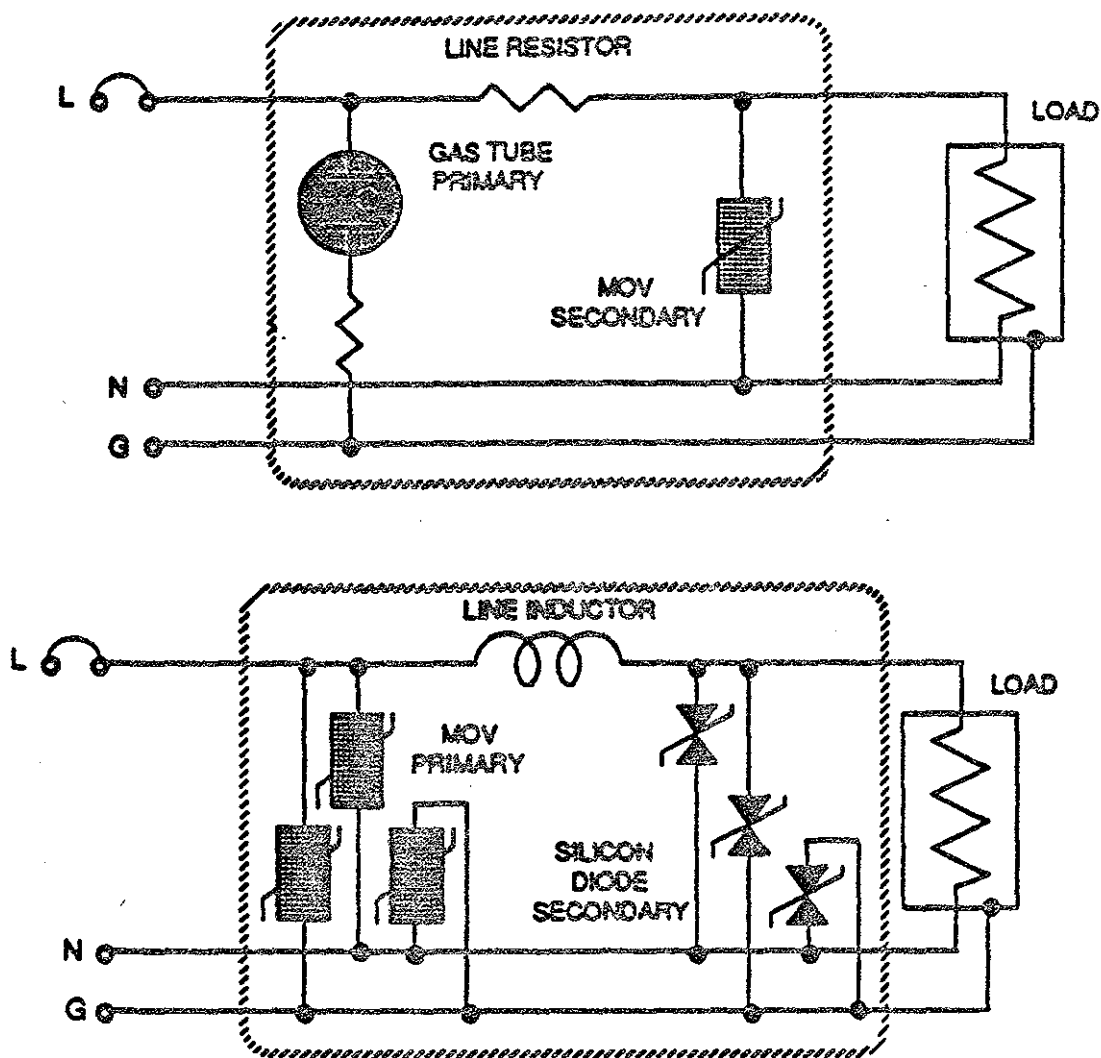 LINE RESISTOR
L
LOAD
GAS TUBE
PRIMARY
MOV
SECONDARY
N
G
LINE INDUCTOR
L
LOAD
MOV
PRIMARY
SILICON
DIODE
SECONDARY
N
G